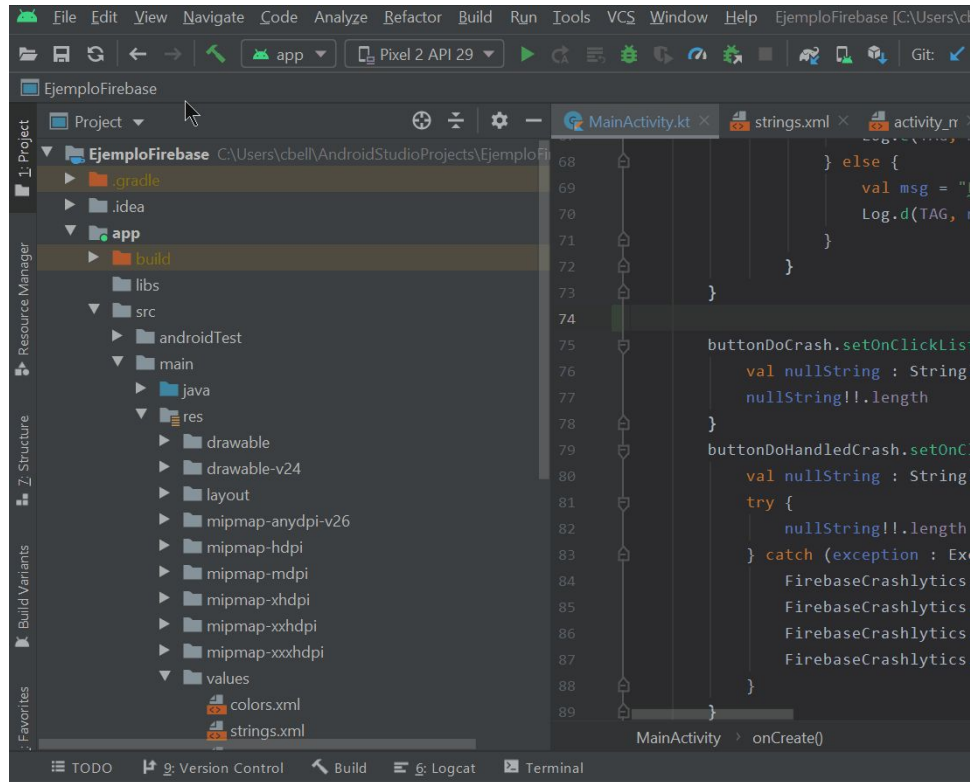 File Edit View Navigate Code Analyze Refactor Build Run Tools VCS Window Help EjemploFirebase [C:\Users\cb
app Pixel 2 API 29 Git:
EjemploFirebase
Project
MainActivity.kt
strings.xml
activity_m
EjemploFirebase C:\Users\cbell\AndroidStudioProjects\EjemploFi
.gradle
.idea
app
build
libs
src
androidTest
main
java
res
drawable
drawable-v24
layout
mipmap-anydpi-v26
mipmap-hdpi
mipmap-mdpi
mipmap-xhdpi
mipmap-xxhdpi
mipmap-xxxhdpi
values
colors.xml
strings.xml
68 } else {
69 val msg = "
70 Log.d(TAG,
71 }
72 }
73 }
74
75 buttonDoCrash.setOnClickLis
76 val nullString : String
77 nullString!!.length
78 }
79 buttonDoHandledCrash.setOnC
80 val nullString : String
81 try {
82 nullString!!.length
83 } catch (exception : Exc
84 FirebaseCrashlytics
85 FirebaseCrashlytics
86 FirebaseCrashlytics
87 FirebaseCrashlytics
88 }
89 }
MainActivity › onCreate()
1: Project
Resource Manager
Z: Structure
Build Variants
: Favorites
TODO 9: Version Control Build 6: Logcat Terminal